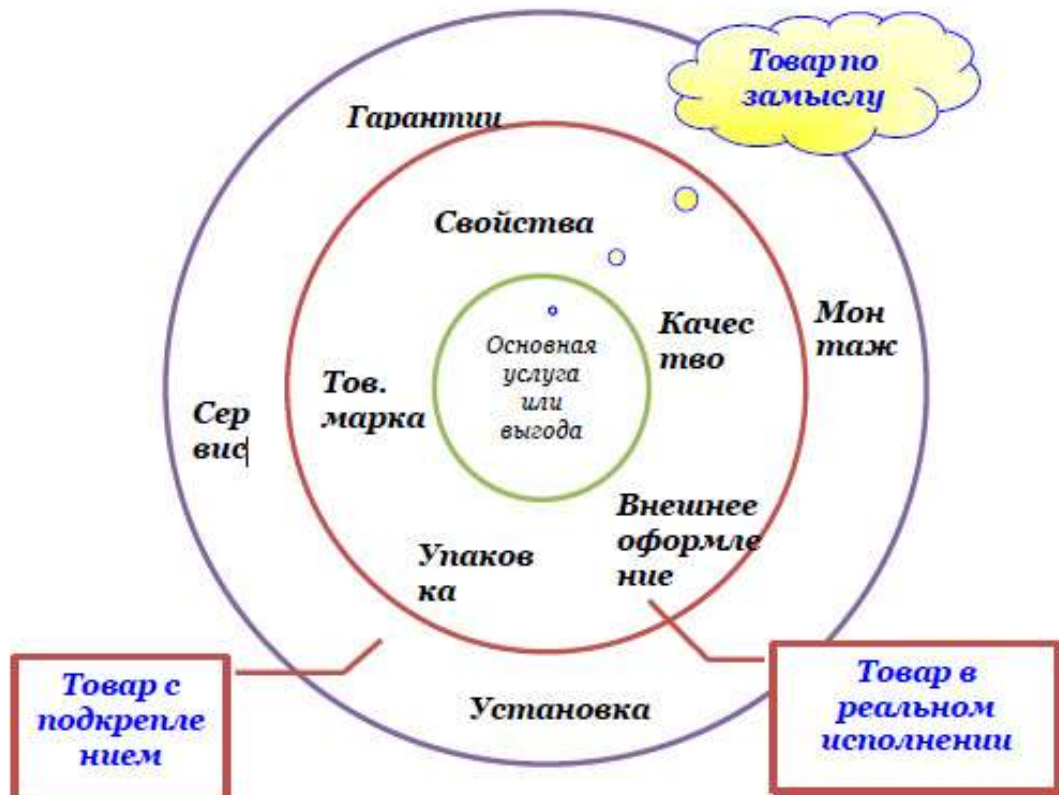 Товар по
замыслу
Гарантии
Свойства
Качес
тво
Мон
таж
Основная
услуга
или
выгода
Тов.
марка
Сер
вис
Внешнее
оформле
ние
Упаков
ка
Установка
Товар с
подкрепле
нием
Товар в
реальном
исполнении